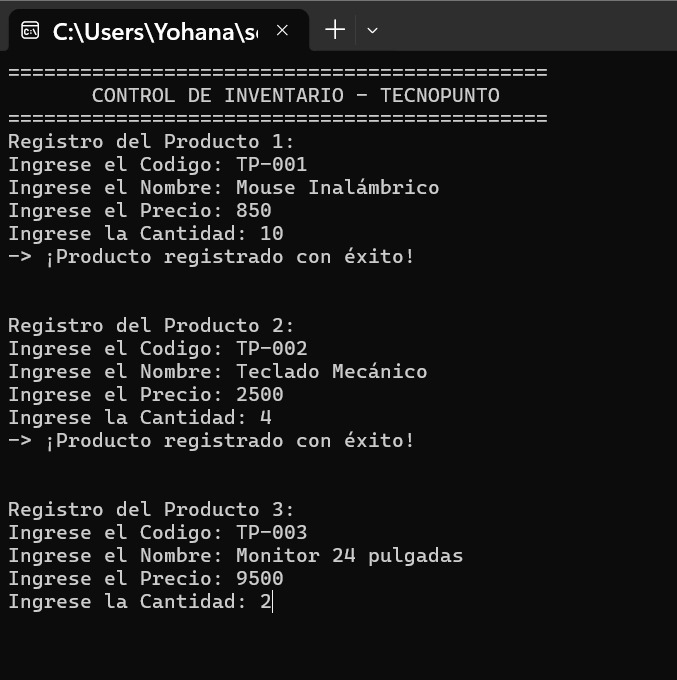 C:\Users\Yohana\s
=============================================
CONTROL DE INVENTARIO - TECNOPUNTO
=============================================
Registro del Producto 1:
Ingrese el Codigo: TP-001
Ingrese el Nombre: Mouse Inalámbrico
Ingrese el Precio: 850
Ingrese la Cantidad: 10
-> ¡Producto registrado con éxito!
Registro del Producto 2:
Ingrese el Codigo: TP-002
Ingrese el Nombre: Teclado Mecánico
Ingrese el Precio: 2500
Ingrese la Cantidad: 4
-> ¡Producto registrado con éxito!
Registro del Producto 3:
Ingrese el Codigo: TP-003
Ingrese el Nombre: Monitor 24 pulgadas
Ingrese el Precio: 9500
Ingrese la Cantidad: 2